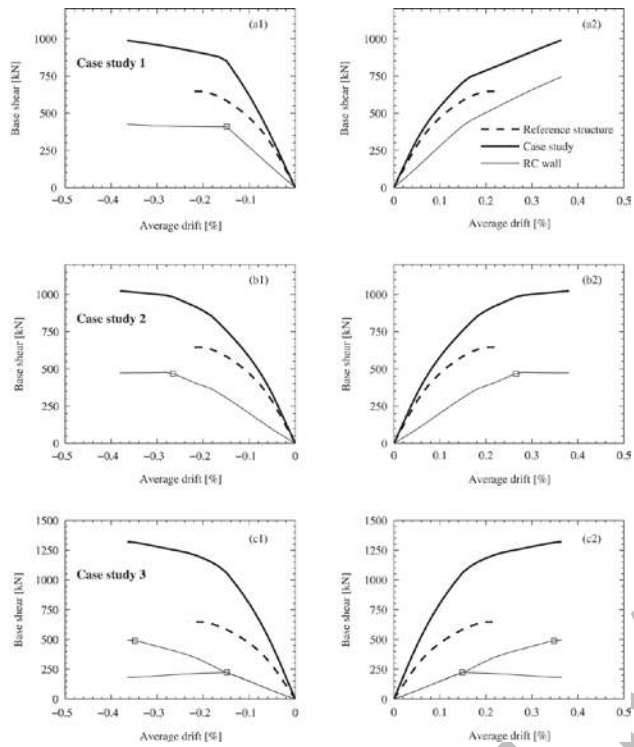 (a1)
1000
750
500
250
0
Base shear [kN]
Case study 1
−0.5 −0.4 −0.3 −0.2 −0.1 0
Average drift [%]
(a2)
1000
750
500
250
0
Base shear [kN]
Reference structure
Case study
RC wall
0 0.1 0.2 0.3 0.4 0.5
Average drift [%]
(b1)
1000
750
500
250
0
Base shear [kN]
Case study 2
−0.5 −0.4 −0.3 −0.2 −0.1 0
Average drift [%]
(b2)
1000
750
500
250
0
Base shear [kN]
0 0.1 0.2 0.3 0.4 0.5
Average drift [%]
(c1)
1500
1250
1000
750
500
250
0
Base shear [kN]
Case study 3
−0.5 −0.4 −0.3 −0.2 −0.1 0
Average drift [%]
(c2)
1500
1250
1000
750
500
250
0
Base shear [kN]
0 0.1 0.2 0.3 0.4 0.5
Average drift [%]